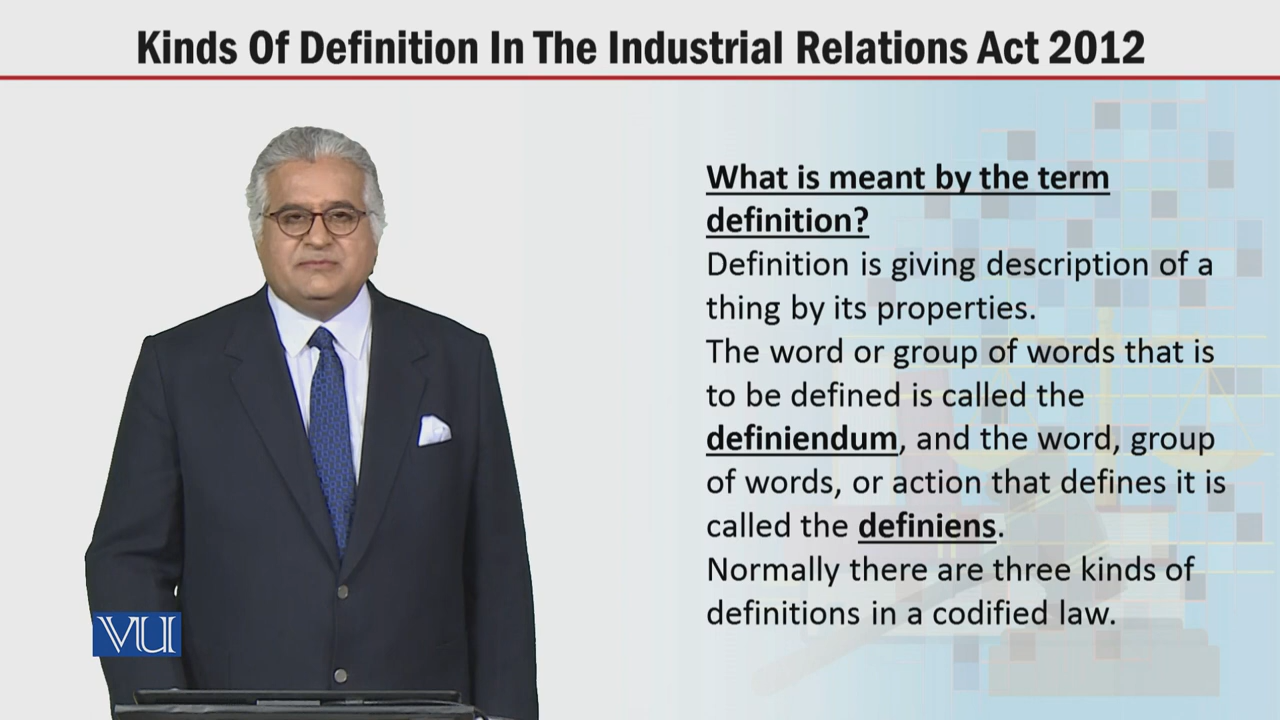 Kinds Of Definition In The Industrial Relations Act 2012
What is meant by the term
definition?
Definition is giving description of a
thing by its properties.
The word or group of words that is
to be defined is called the
definiendum, and the word, group
of words, or action that defines it is
called the definiens.
Normally there are three kinds of
definitions in a codified law.
VU